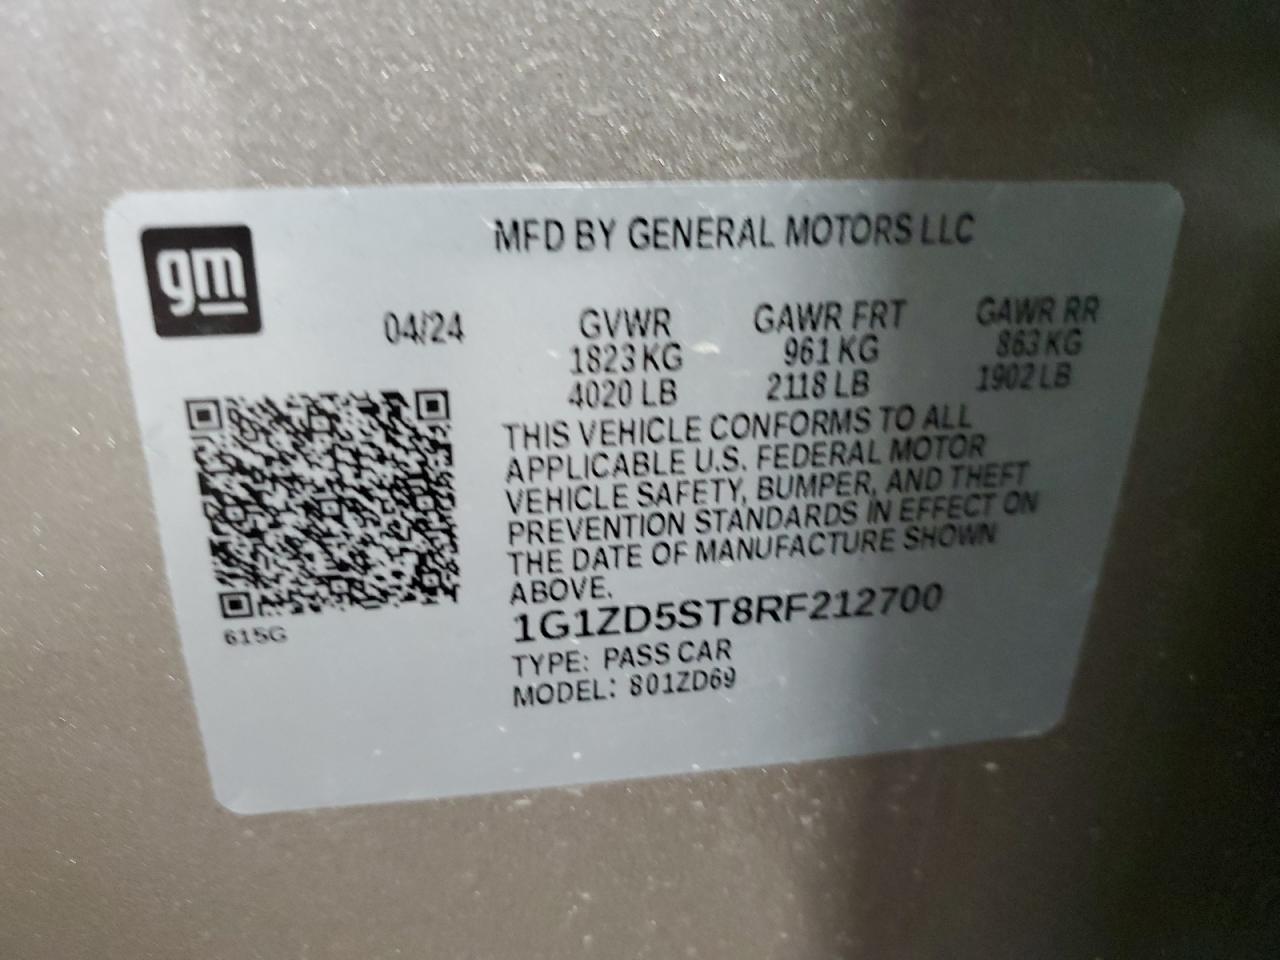 gm
MFD BY GENERAL MOTORS LLC
04/24 GVWR GAWR FRT GAWR RR
1823 KG 961 KG 863 KG
4020 LB 2118 LB 1902 LB
THIS VEHICLE CONFORMS TO ALL
APPLICABLE U.S. FEDERAL MOTOR
VEHICLE SAFETY, BUMPER, AND THEFT
PREVENTION STANDARDS IN EFFECT ON
THE DATE OF MANUFACTURE SHOWN
ABOVE.
1G1ZD5ST8RF212700
615G
TYPE: PASS CAR
MODEL: 801ZD69